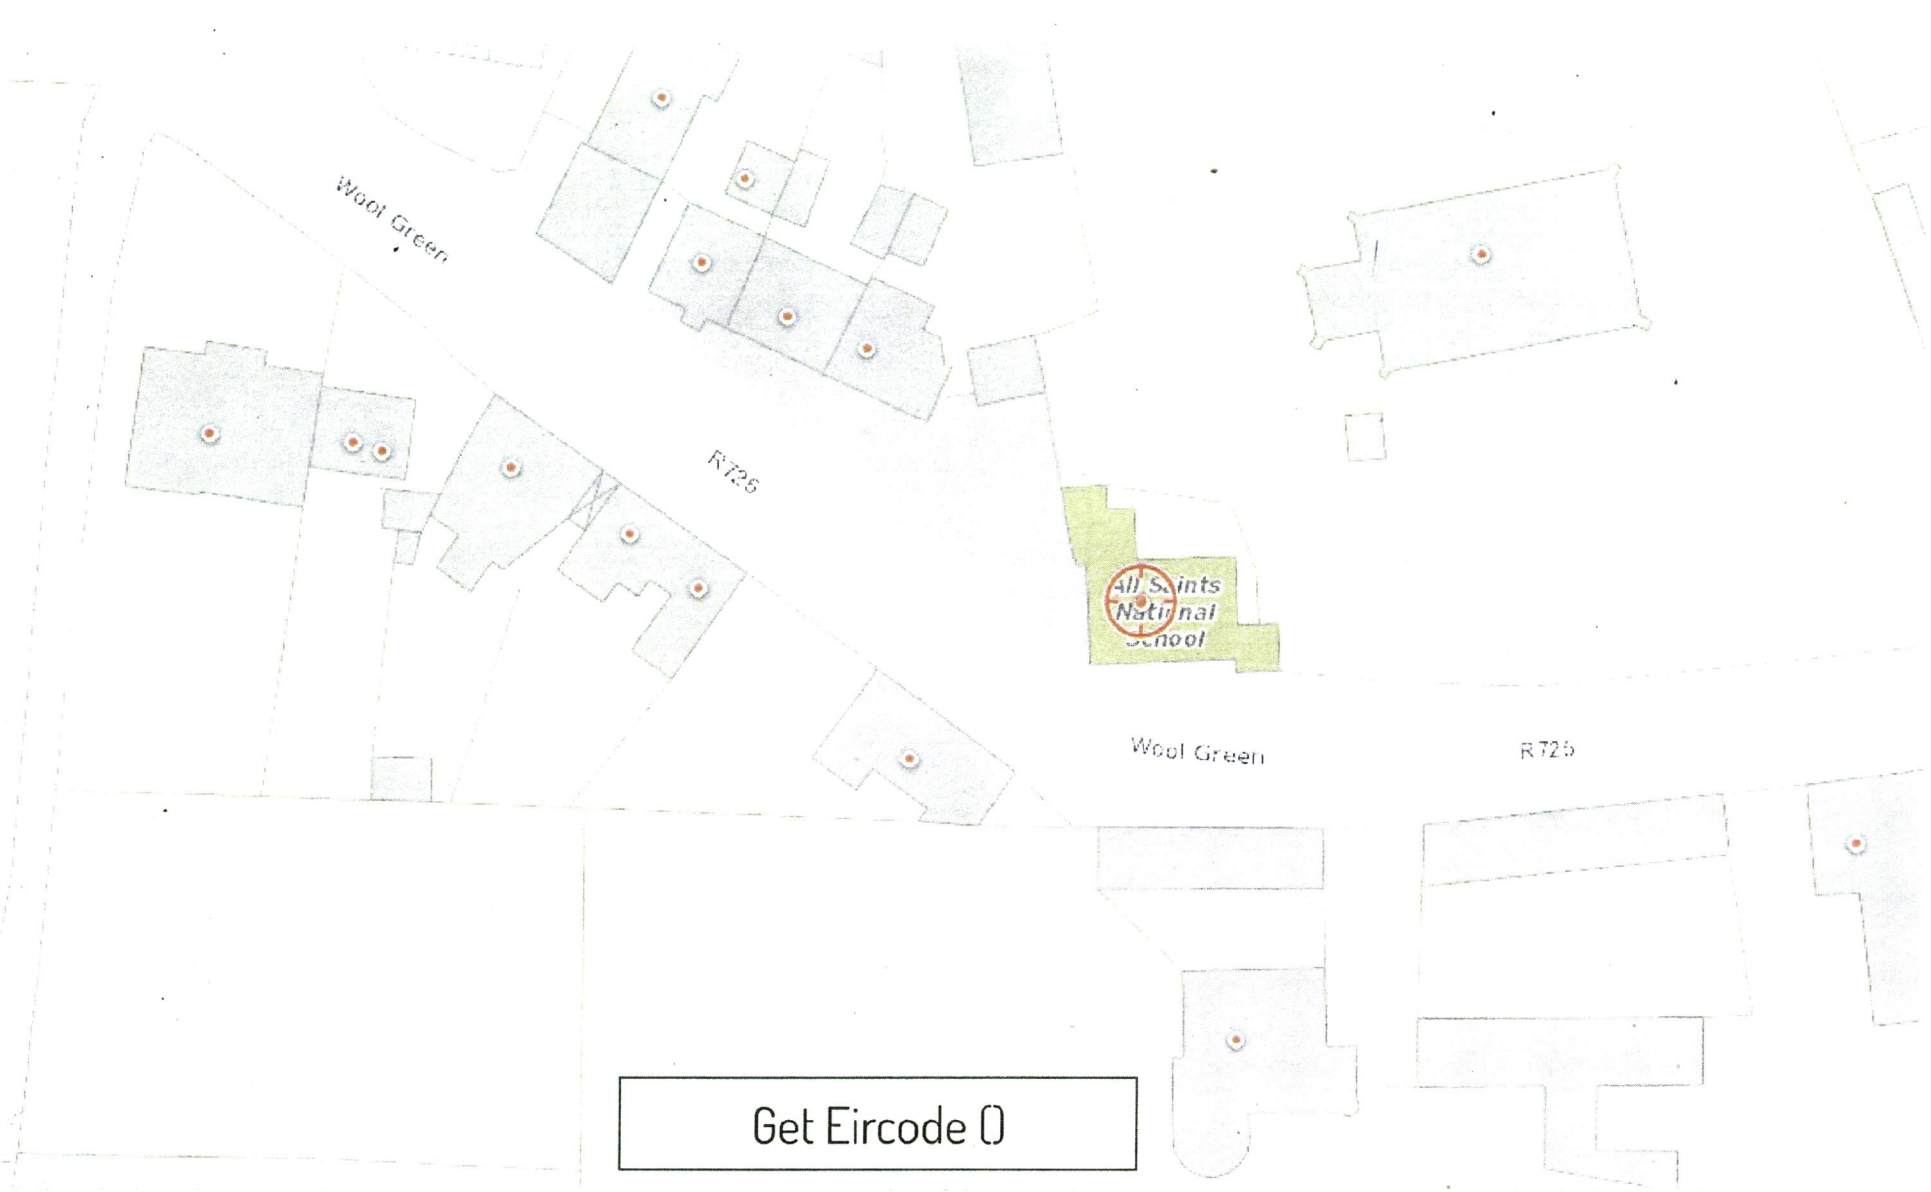 Wool Green
R725
All Saints
National
School
Wool Green
R725
Get Eircode ()